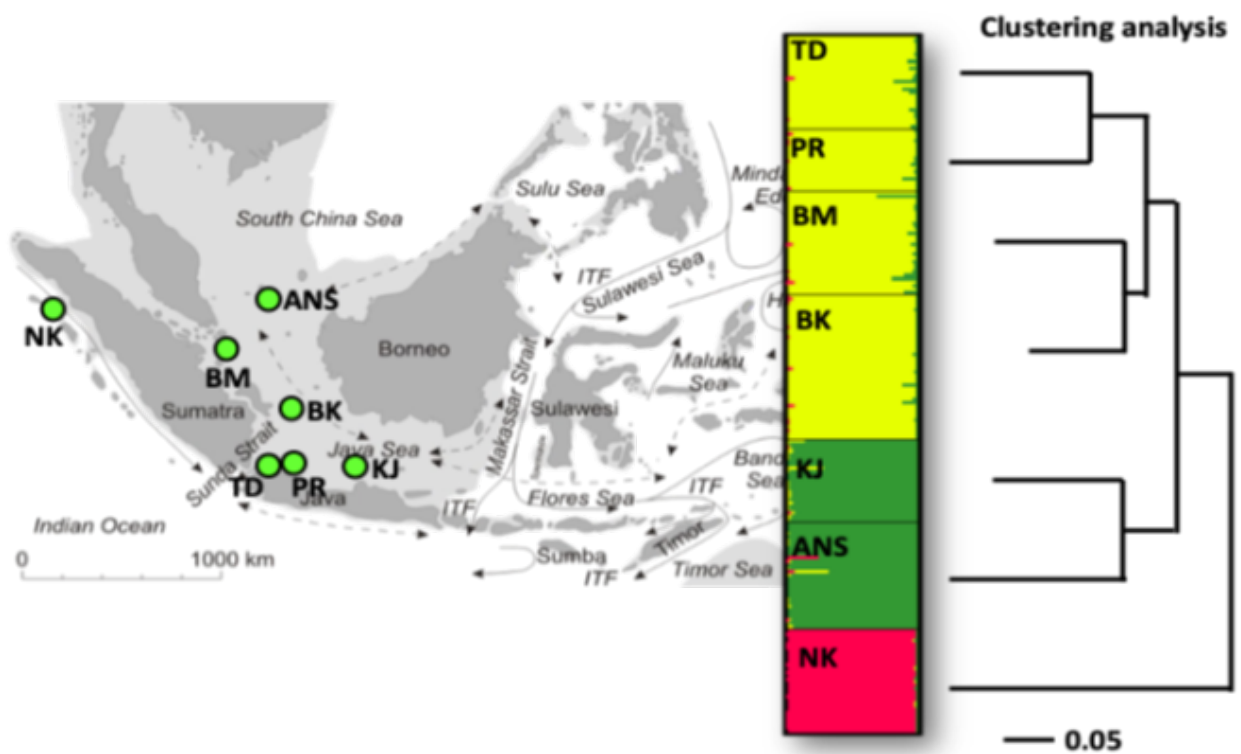 Clustering analysis
TD
PR
BM
BK
KJ
ANS
NK
South China Sea
Sulu Sea
ITF
Sulawesi Sea
ANS
NK
BM
Borneo
Maluku
Sea
Makassar Strait
Sumatra
BK
Sulawesi
Sunda Strait
Java Sea
KJ
TD
PR
Java
Flores Sea
ITF
ITF
Indian Ocean
Timor
Sumba
ITF
Timor Sea
0
1000 km
0.05